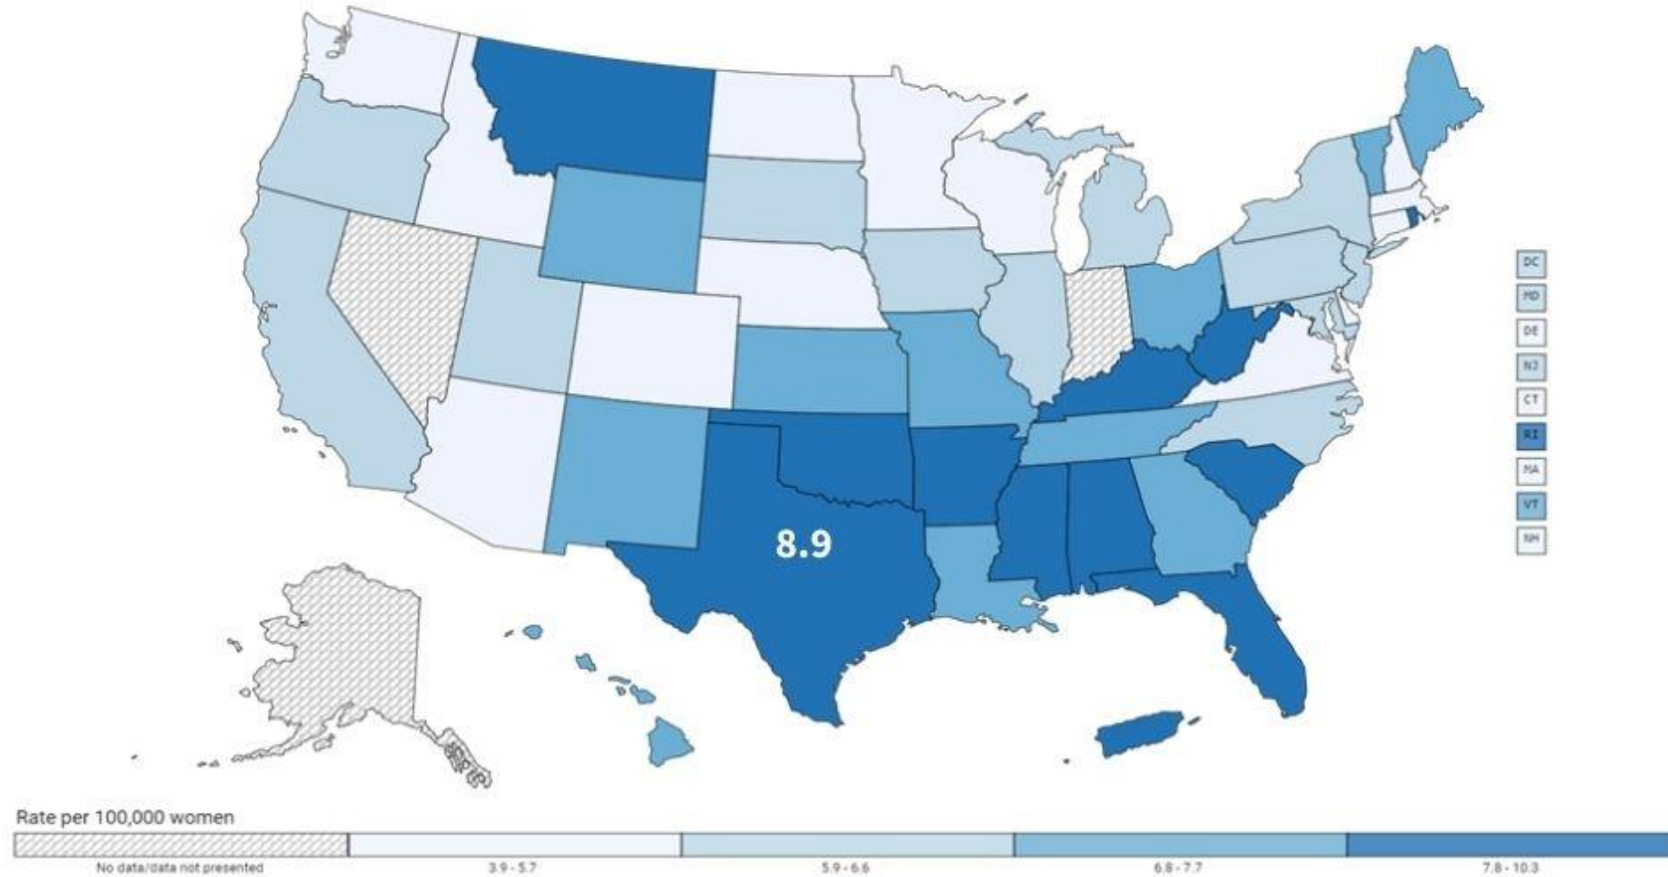 DC
MD
DE
NJ
CT
RI
MA
VT
NH
8.9
Rate per 100,000 women
No data/data not presented
3.9 - 5.7
5.9 - 6.6
6.8 - 7.7
7.8 - 10.3